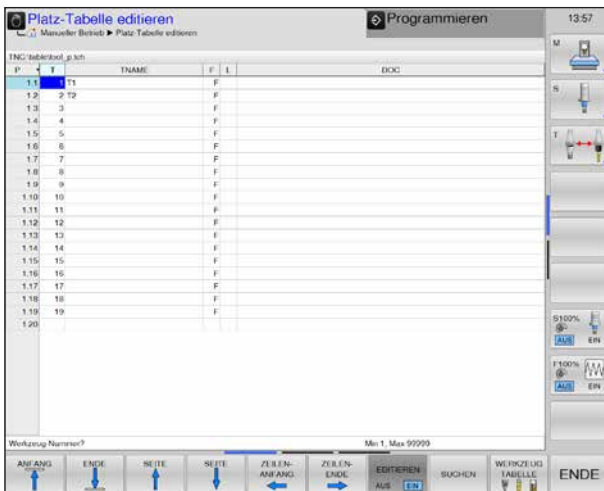 Platz-Tabelle editieren
Manueller Betrieb ▶ Platz-Tabelle editieren
Programmieren
13:57
TNC:\table\tool_p.tch
P T TNAME F L DOC
1.1 1 T1 F
1.2 2 T2 F
1.3 3 F
1.4 4 F
1.5 5 F
1.6 6 F
1.7 7 F
1.8 8 F
1.9 9 F
1.10 10 F
1.11 11 F
1.12 12 F
1.13 13 F
1.14 14 F
1.15 15 F
1.16 16 F
1.17 17 F
1.18 18 F
1.19 19 F
1.20
M
S
T
S100%
AUS EIN
F100%
AUS EIN
Werkzeug-Nummer? Min 1, Max 99999
ANFANG
ENDE
SEITE
SEITE
ZEILEN-
ANFANG
ZEILEN-
ENDE
EDITIEREN
AUS EIN
SUCHEN
WERKZEUG
TABELLE
ENDE